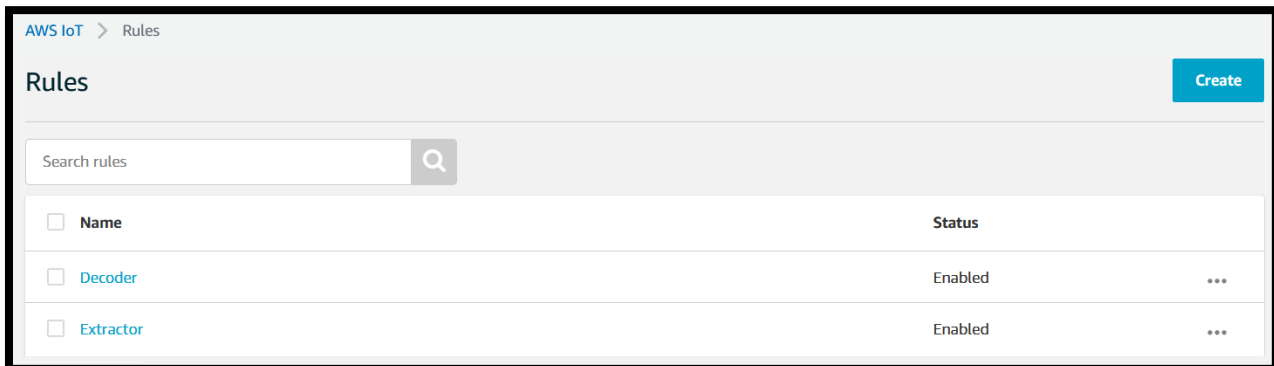 AWS IoT > Rules
Rules
Create
Search rules
Name Status
Decoder Enabled ...
Extractor Enabled ...